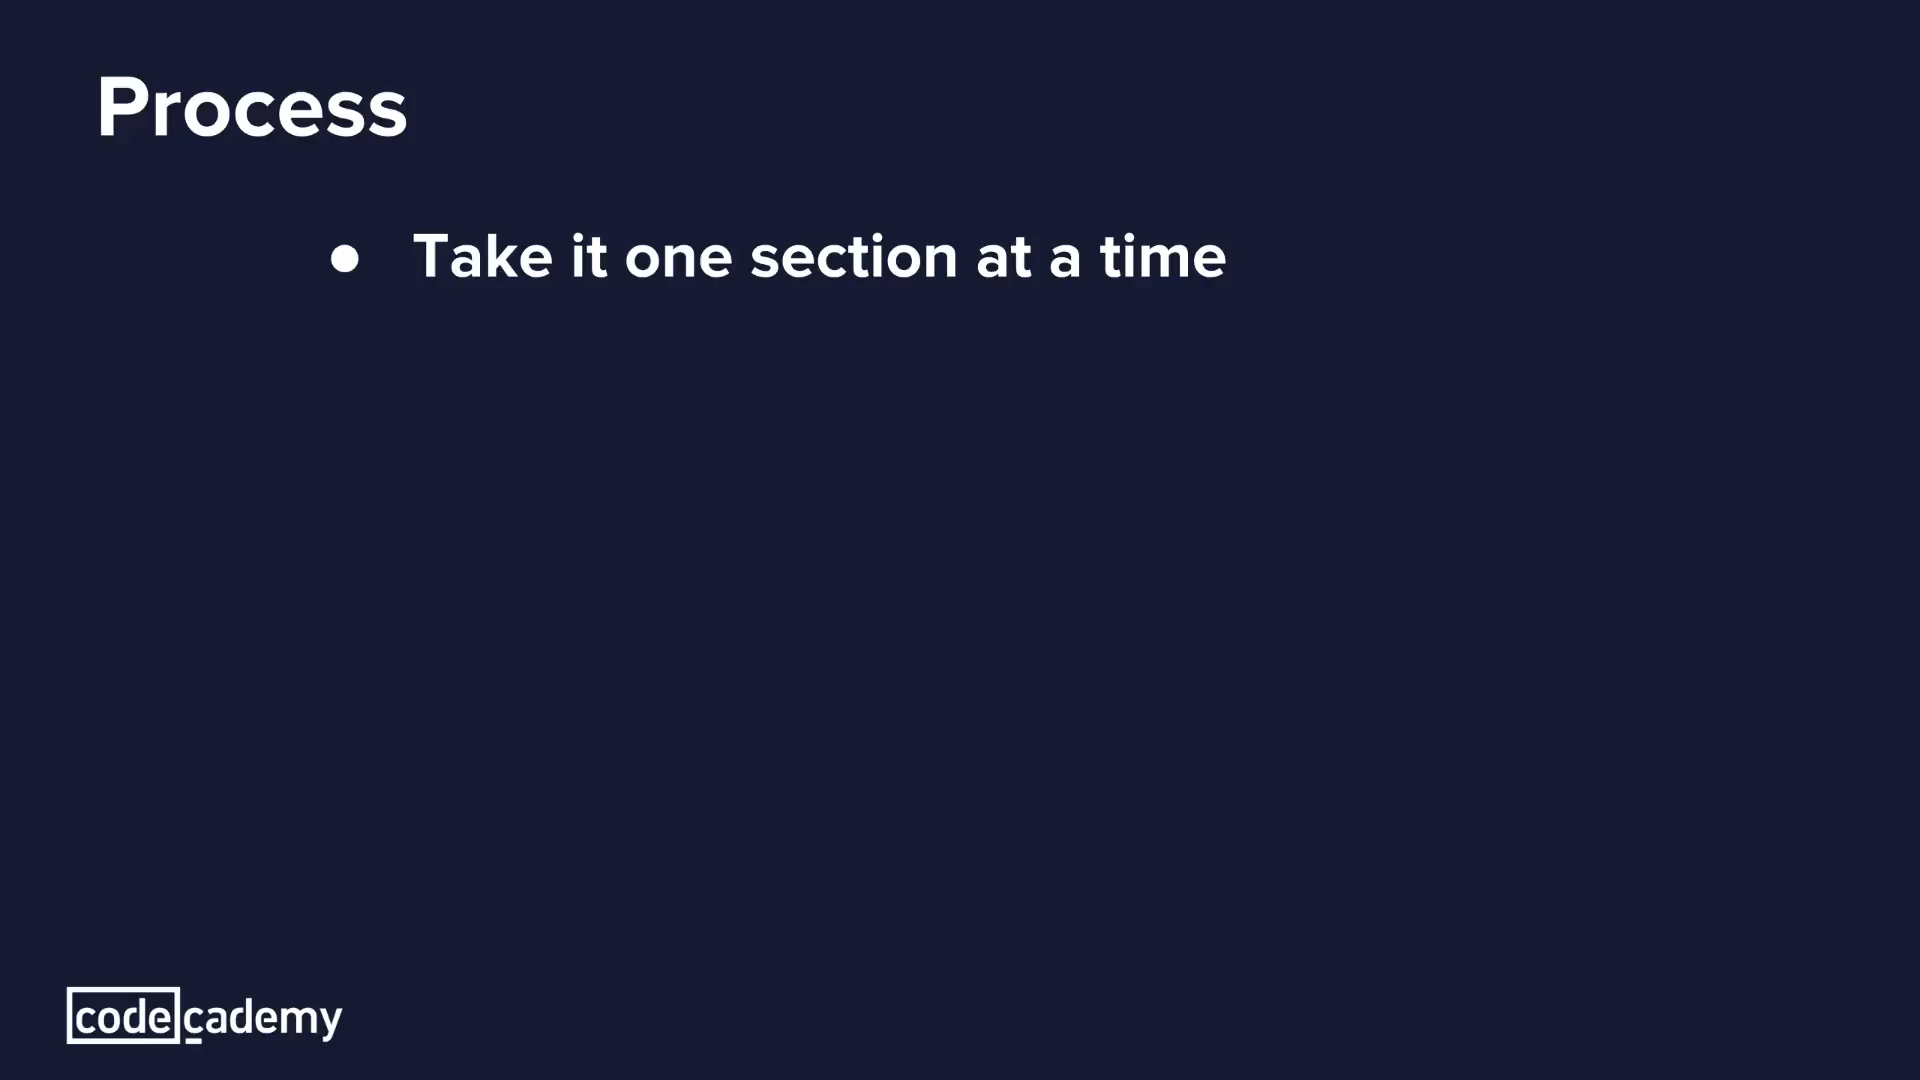 Process
● Take it one section at a time
codecademy